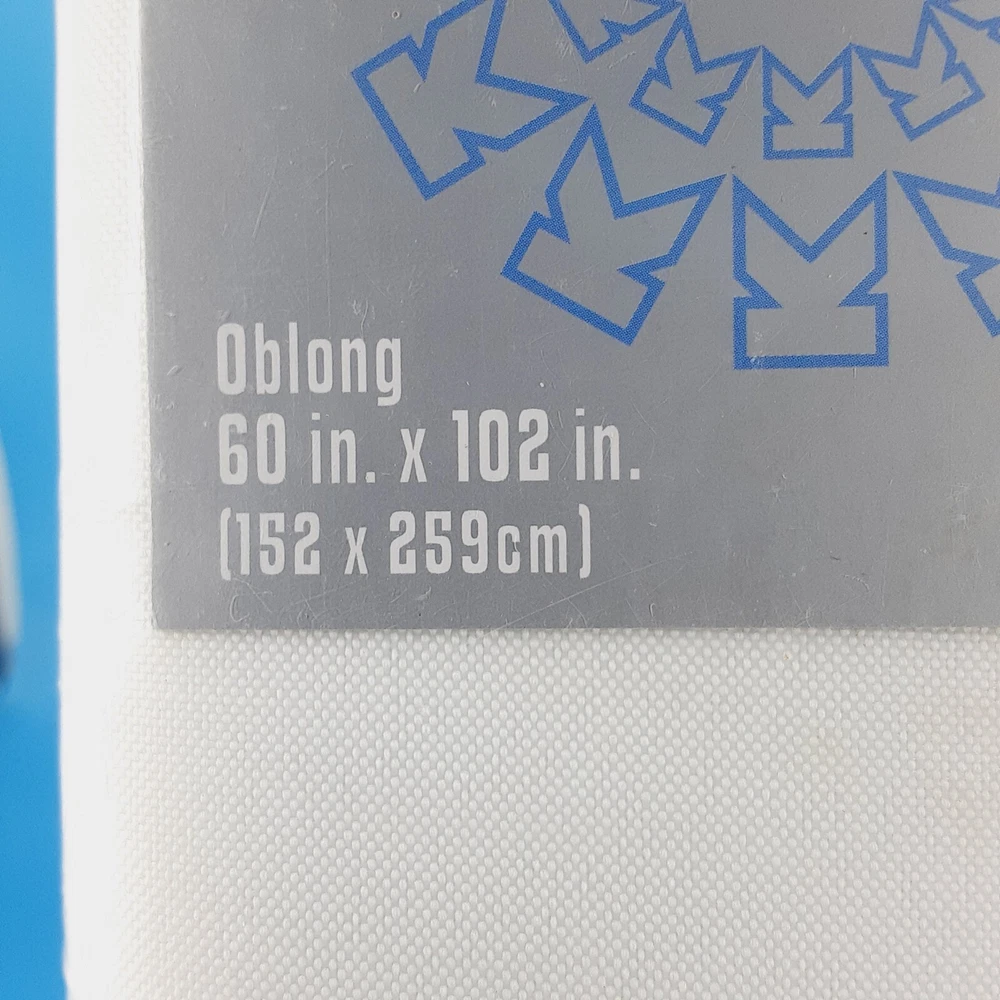 Oblong
60 in. x 102 in.
(152 x 259cm)